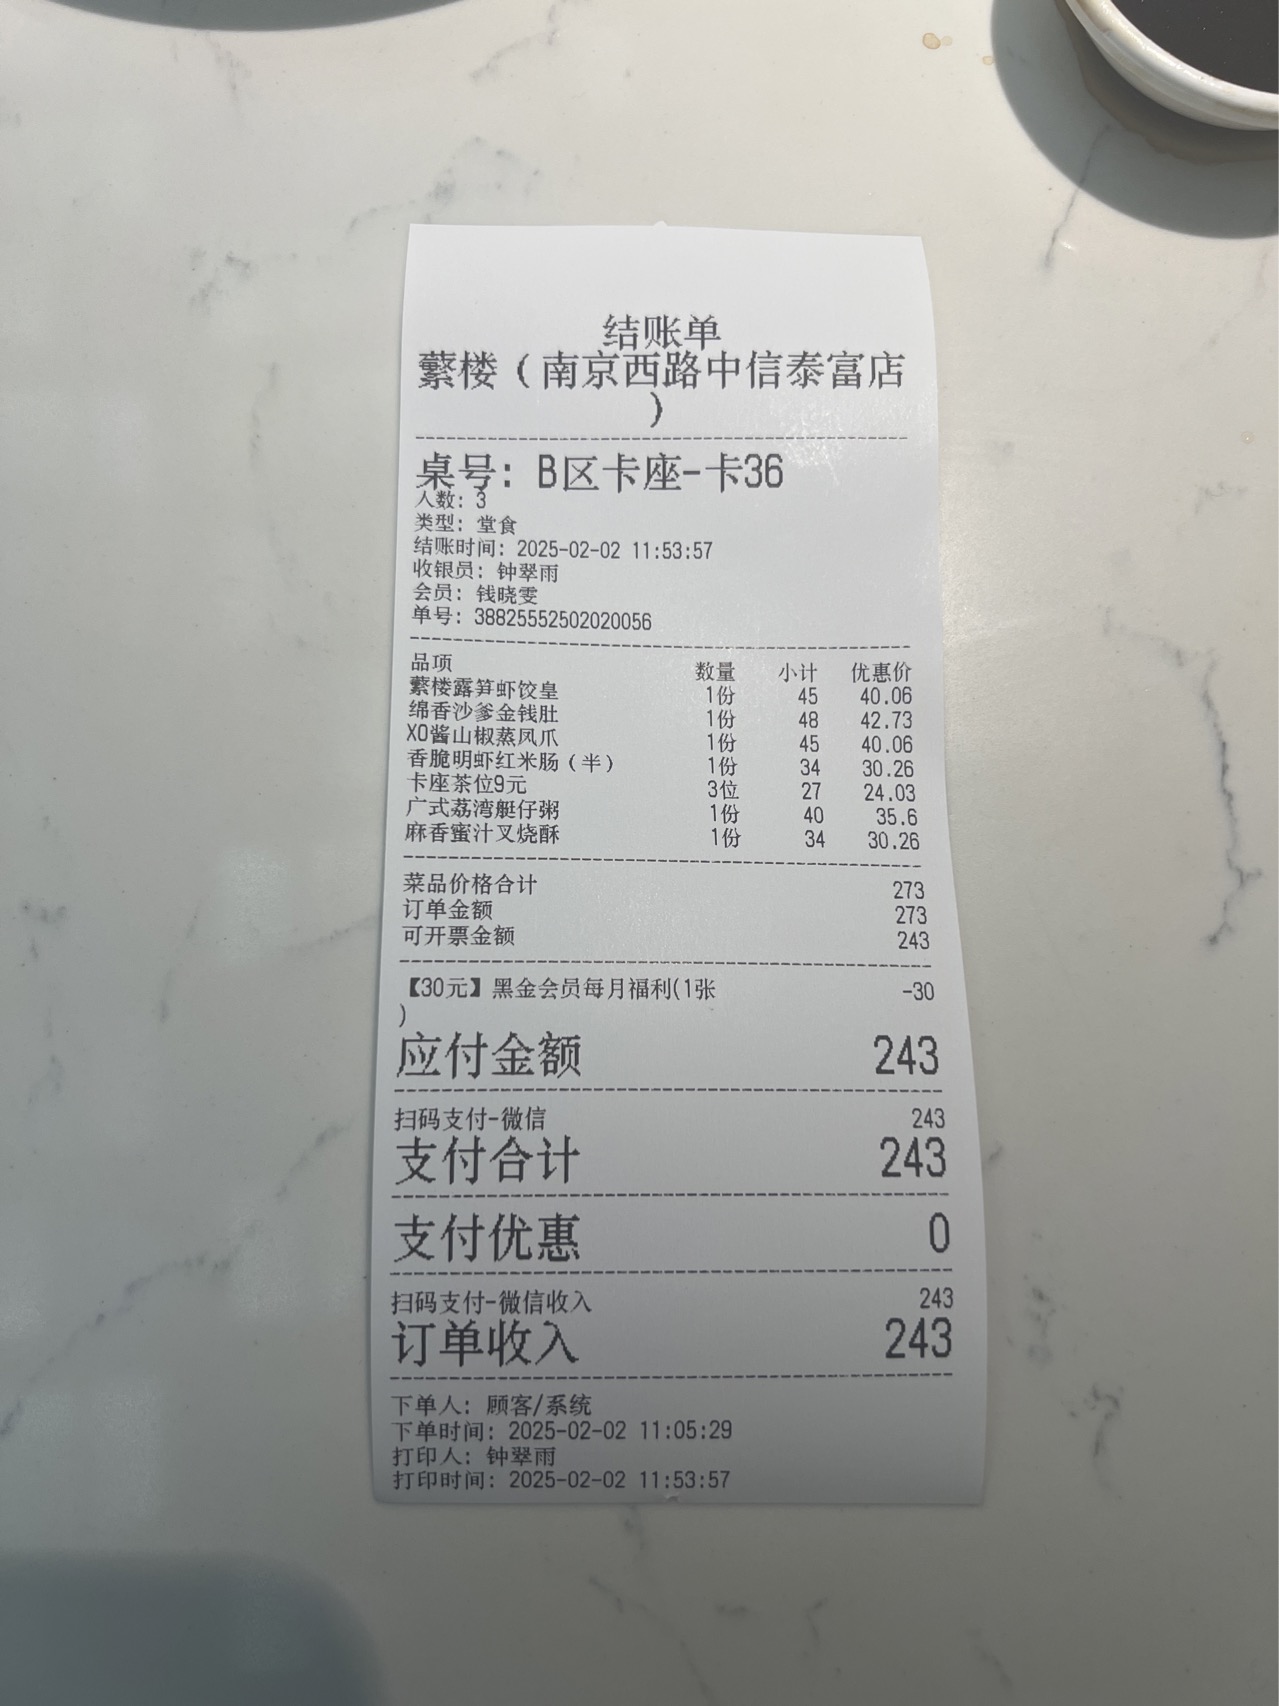 结账单
蘩楼（南京西路中信泰富店
）
桌号: B区卡座-卡36
人数: 3
类型: 堂食
结账时间: 2025-02-02 11:53:57
收银员: 钟翠雨
会员: 钱晓雯
单号: 38825552502020056
品项 数量 小计 优惠价
蘩楼露笋虾饺皇 1份 45 40.06
绵香沙爹金钱肚 1份 48 42.73
XO酱山椒蒸凤爪 1份 45 40.06
香脆明虾红米肠（半） 1份 34 30.26
卡座茶位9元 3位 27 24.03
广式荔湾艇仔粥 1份 40 35.6
麻香蜜汁叉烧酥 1份 34 30.26
菜品价格合计 273
订单金额 273
可开票金额 243
【30元】黑金会员每月福利(1张 -30
)
应付金额 243
扫码支付-微信 243
支付合计 243
支付优惠 0
扫码支付-微信收入 243
订单收入 243
下单人: 顾客/系统
下单时间: 2025-02-02 11:05:29
打印人: 钟翠雨
打印时间: 2025-02-02 11:53:57